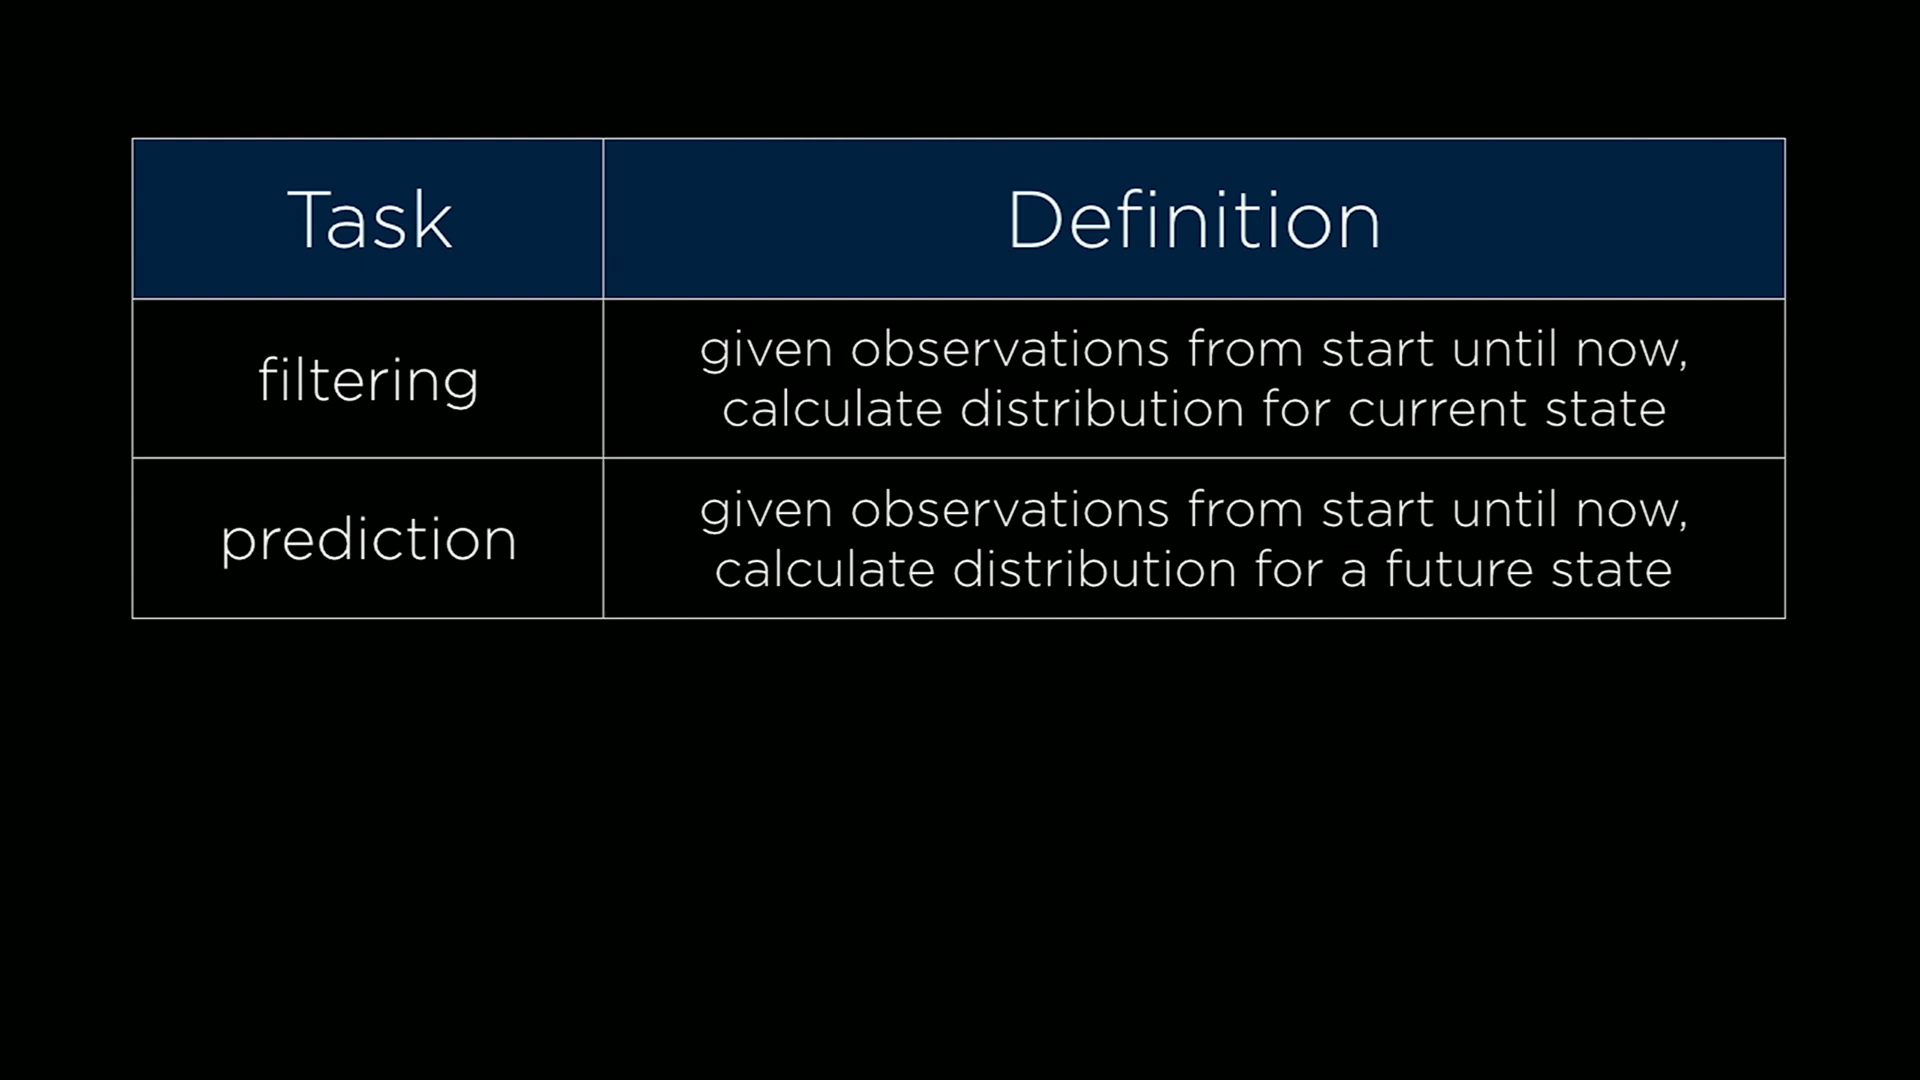 Task
Definition
filtering
given observations from start until now,
calculate distribution for current state
prediction
given observations from start until now,
calculate distribution for a future state